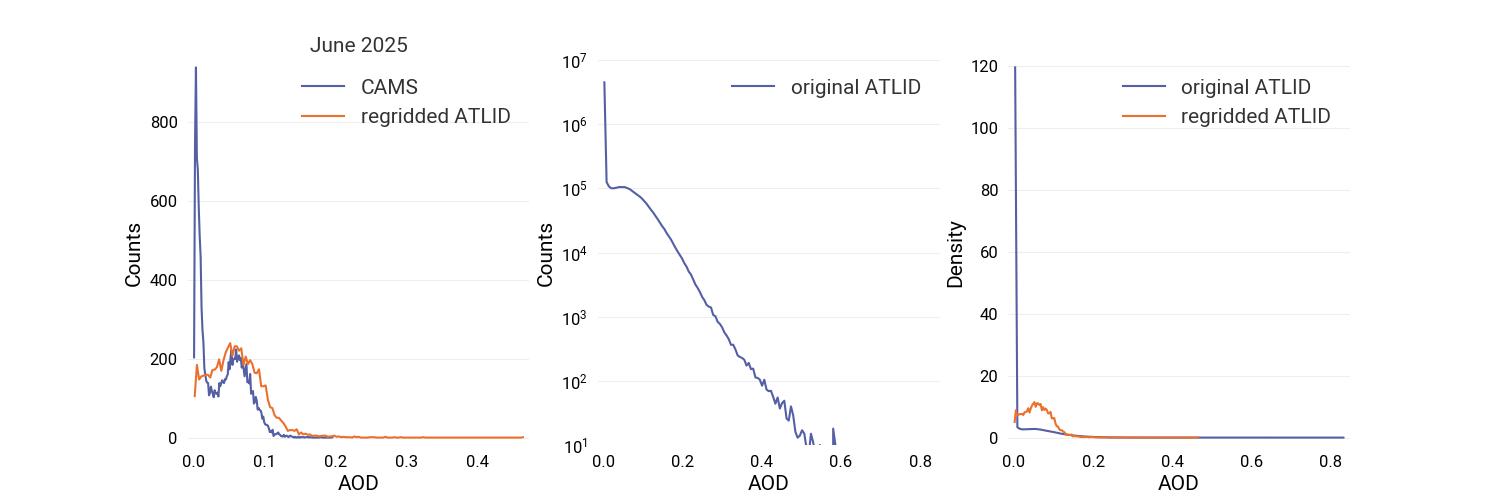 June 2025
CAMS
regridded ATLID
Counts
800
600
400
200
0
0.0 0.1 0.2 0.3 0.4
AOD
original ATLID
Counts
10⁷
10⁶
10⁵
10⁴
10³
10²
10¹
0.0 0.2 0.4 0.6 0.8
AOD
original ATLID
regridded ATLID
Density
120
100
80
60
40
20
0
0.0 0.2 0.4 0.6 0.8
AOD